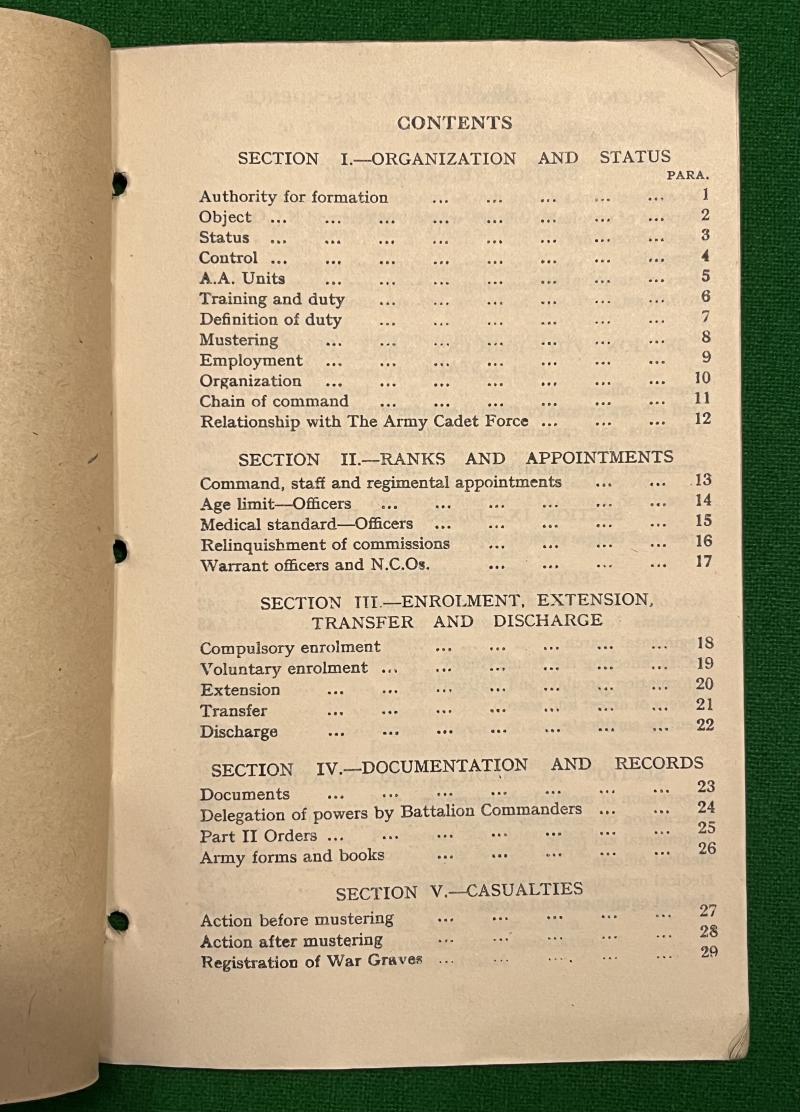 CONTENTS
SECTION I.—ORGANIZATION AND STATUS
PARA.
Authority for formation ... ... ... ... ... 1
Object ... ... ... ... ... ... ... ... 2
Status ... ... ... ... ... ... ... ... 3
Control ... ... ... ... ... ... ... ... 4
A.A. Units ... ... ... ... ... ... ... 5
Training and duty ... ... ... ... ... ... 6
Definition of duty ... ... ... ... ... ... 7
Mustering ... ... ... ... ... ... ... 8
Employment ... ... ... ... ... ... ... 9
Organization ... ... ... ... ... ... ... 10
Chain of command ... ... ... ... ... ... 11
Relationship with The Army Cadet Force ... ... ... 12
SECTION II.—RANKS AND APPOINTMENTS
Command, staff and regimental appointments ... ... 13
Age limit—Officers ... ... ... ... ... ... 14
Medical standard—Officers ... ... ... ... ... 15
Relinquishment of commissions ... ... ... ... 16
Warrant officers and N.C.Os. ... ... ... ... 17
SECTION III.—ENROLMENT, EXTENSION,
TRANSFER AND DISCHARGE
Compulsory enrolment ... ... ... ... ... 18
Voluntary enrolment ... ... ... ... ... ... 19
Extension ... ... ... ... ... ... ... 20
Transfer ... ... ... ... ... ... ... 21
Discharge ... ... ... ... ... ... ... 22
SECTION IV.—DOCUMENTATION AND RECORDS
Documents ... ... ... ... ... ... ... 23
Delegation of powers by Battalion Commanders ... ... 24
Part II Orders ... ... ... ... ... ... ... 25
Army forms and books ... ... ... ... ... 26
SECTION V.—CASUALTIES
Action before mustering ... ... ... ... ... 27
Action after mustering ... ... ... ... ... 28
Registration of War Graves ... ... ... ... ... 29